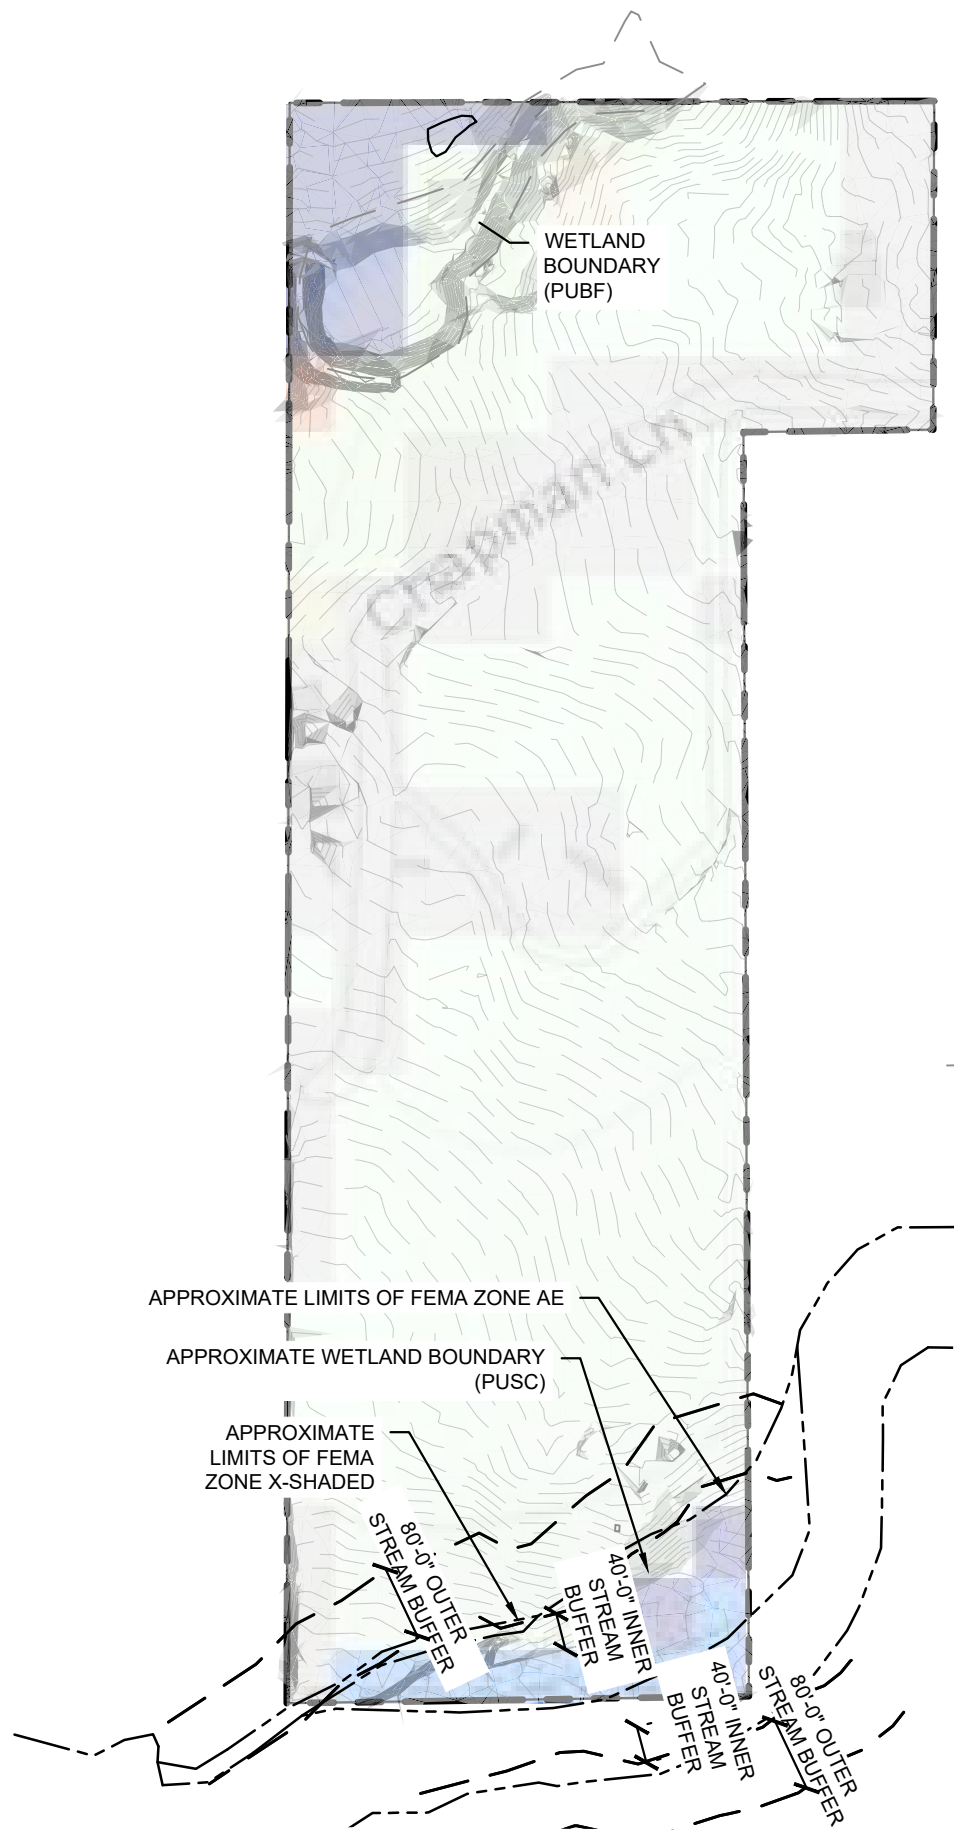 WETLAND
BOUNDARY
(PUBF)
Chapman Ln
APPROXIMATE LIMITS OF FEMA ZONE AE
APPROXIMATE WETLAND BOUNDARY
(PUSC)
APPROXIMATE
LIMITS OF FEMA
ZONE X-SHADED
80'-0" OUTER
STREAM BUFFER
40'-0" INNER
STREAM
BUFFER
40'-0" INNER
STREAM
BUFFER
80'-0" OUTER
STREAM BUFFER